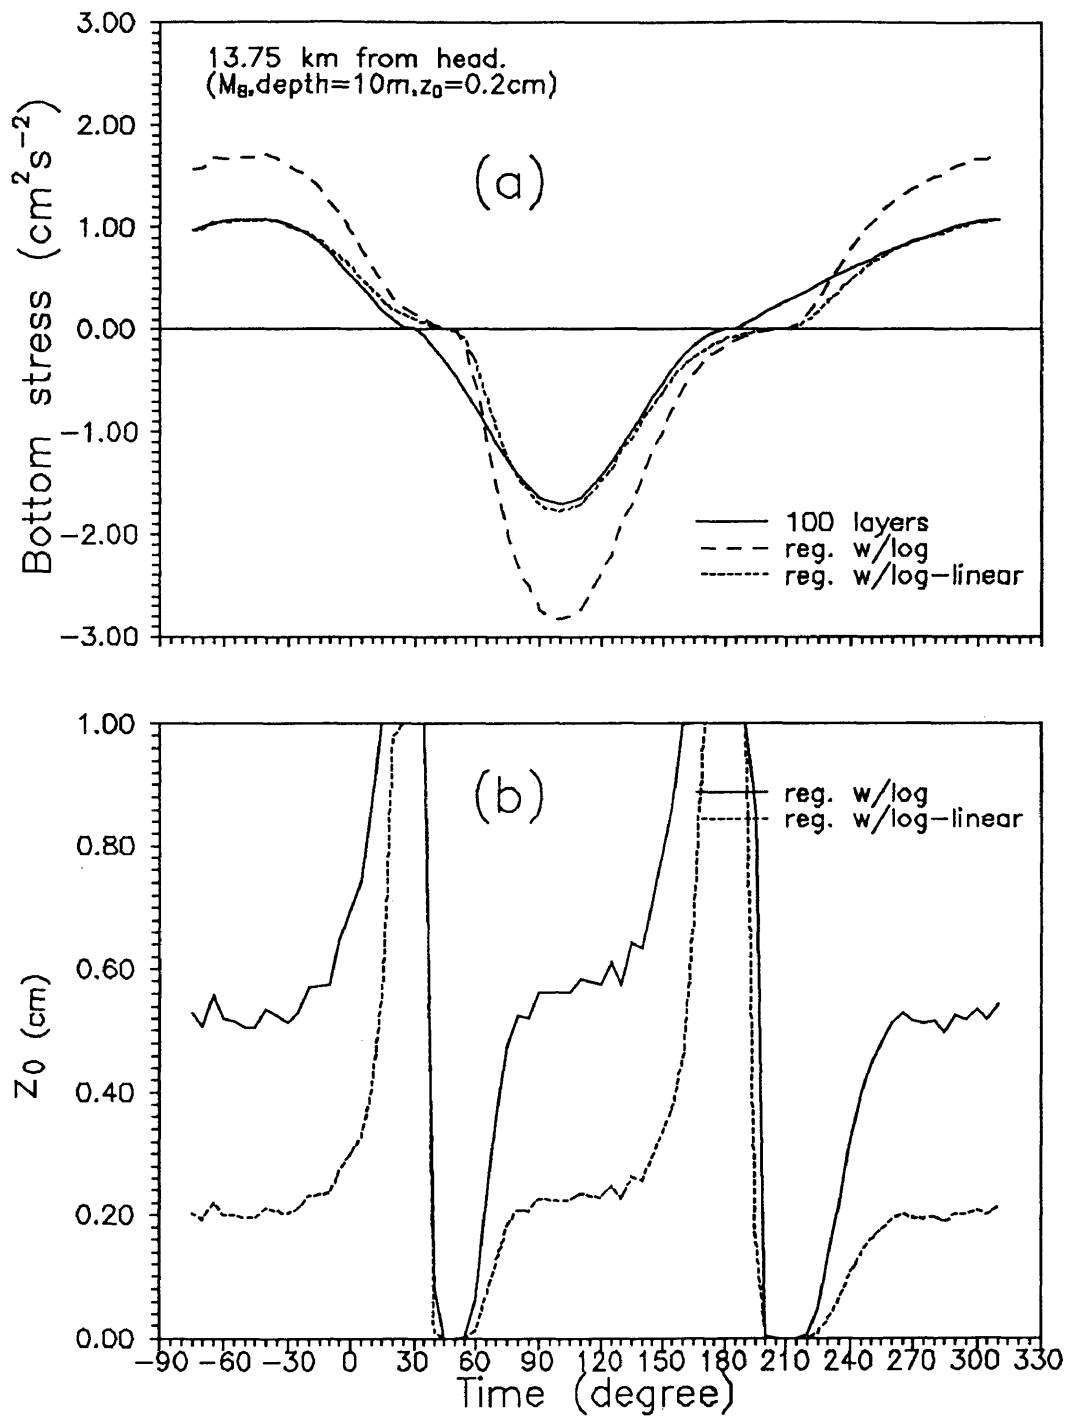 3.00
2.00
1.00
0.00
−1.00
−2.00
−3.00
Bottom stress (cm²s⁻²)
13.75 km from head.
(M₈,depth=10m,z₀=0.2cm)
(a)
100 layers
reg. w/log
reg. w/log−linear
1.00
0.80
0.60
0.40
0.20
0.00
Z₀ (cm)
(b)
reg. w/log
reg. w/log−linear
−90 −60 −30 0 30 60 90 120 150 180 210 240 270 300 330
Time (degree)